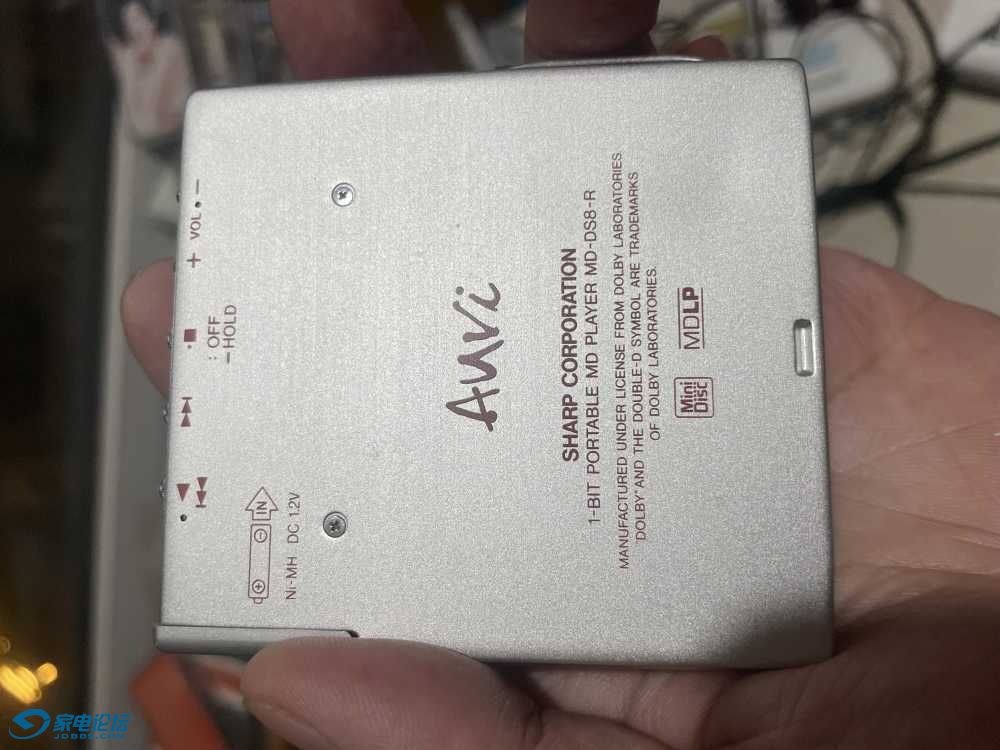 − VOL +
■
: OFF
– HOLD
Ni-MH DC 1.2V
IN
Auvi
SHARP CORPORATION
1-BIT PORTABLE MD PLAYER MD-DS8-R
MANUFACTURED UNDER LICENSE FROM DOLBY LABORATORIES.
"DOLBY" AND THE DOUBLE-D SYMBOL ARE TRADEMARKS
OF DOLBY LABORATORIES.
Mini
Disc
MDLP
家电论坛
JDBBS.COM